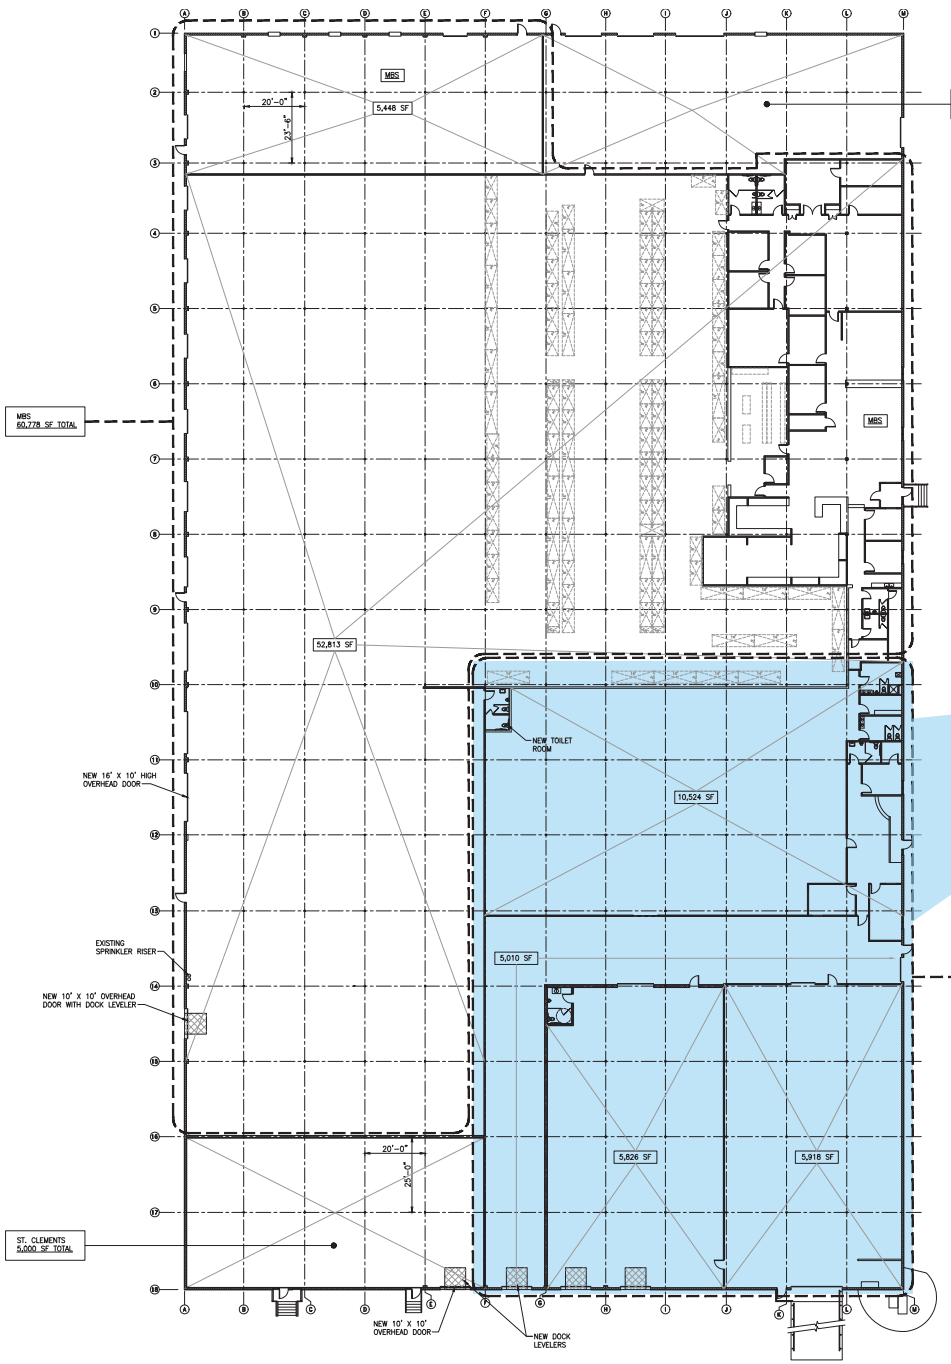 A B C D E F G H I J K L M
1
MBS
2
20'-0"
5,448 SF
23'-6"
3
4
5
6
MBS
60,778 SF TOTAL
MBS
7
8
9
52,813 SF
10
NEW TOILET
ROOM
11
NEW 16' X 10' HIGH
OVERHEAD DOOR
10,524 SF
12
13
EXISTING
SPRINKLER RISER
5,010 SF
14
NEW 10' X 10' OVERHEAD
DOOR WITH DOCK LEVELER
15
16
20'-0"
5,826 SF
5,918 SF
25'-0"
17
ST. CLEMENTS
5,000 SF TOTAL
18
A B C D E F G H I J K L M
NEW 10' X 10'
OVERHEAD DOOR
NEW DOCK
LEVELERS